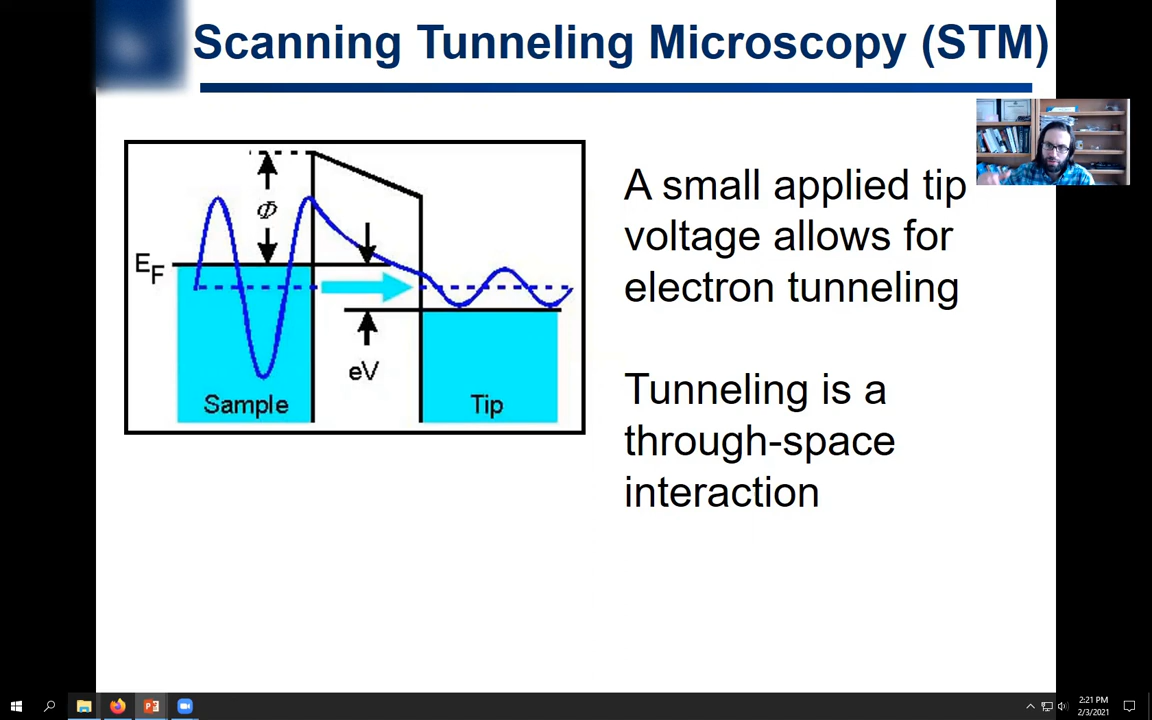 Scanning Tunneling Microscopy (STM)
Φ
EF
eV
Sample
Tip
A small applied tip
voltage allows for
electron tunneling
Tunneling is a
through-space
interaction
2:21 PM
2/3/2021